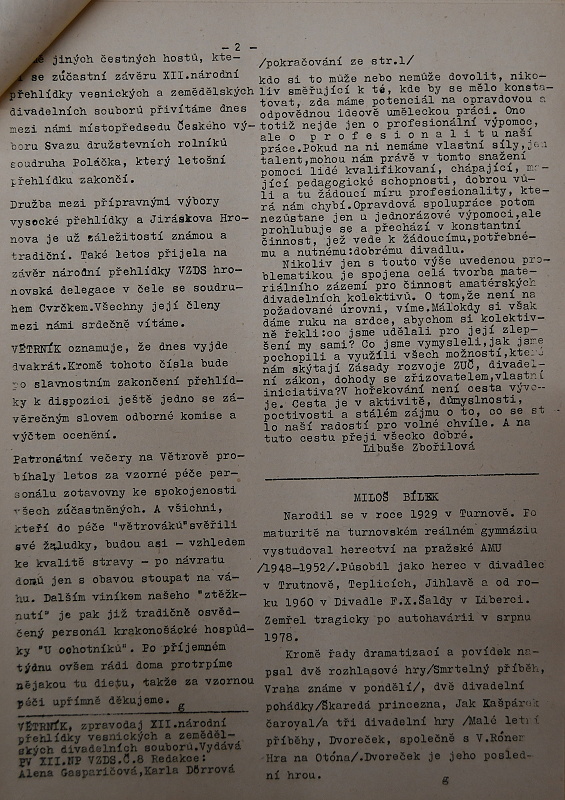 - 2 -
jiných čestných hostů, kte-
se zúčastní závěru XII.národní
přehlídky vesnických a zemědělských
divadelních souborů přivítáme dnes
mezi námi místopředsedu Českého vý-
boru Svazu družstevních rolníků
soudruha Poláčka, který letošní
přehlídku zakončí.
Družba mezi přípravnými výbory
vysocké přehlídky a Jiráskova Hro-
nova je už záležitostí známou a
tradiční. Také letos přijela na
závěr národní přehlídky VZDS hro-
novská delegace v čele se soudru-
hem Cvrčkem.Všechny její členy
mezi námi srdečně vítáme.
VĚTRNÍK oznamuje, že dnes vyjde
dvakrát.Kromě tohoto čísla bude
po slavnostním zakončení přehlíd-
ky k dispozici ještě jedno se zá-
věrečným slovem odborné komise a
výčtem ocenění.
Patronátní večery na Větrově pro-
bíhaly letos za vzorné péče per-
sonálu zotavovny ke spokojenosti
všech zúčastněných. A všichni,
kteří do péče "větrováků"svěřili
své žaludky, budou asi - vzhledem
ke kvalitě stravy - po návratu
domů jen s obavou stoupat na vá-
hu. Dalším viníkem našeho "ztěžk-
nutí" je pak již tradičně osvěd-
čený personál krakonošácké hospůd-
ky "U ochotníků". Po příjemném
týdnu ovšem rádi doma protrpíme
nějakou tu dietu, takže za vzornou
péči upřímně děkujeme. g
VĚTRNÍK, zpravodaj XII.národní
přehlídky vesnických a zeměděl-
ských divadelních souborů.Vydává
PV XII.NP VZDS.Č.8 Redakce:
Alena Gasparičová,Karla Dörrová
/pokračování ze str.1/
kdo si to může nebo nemůže dovolit, niko-
liv směřující k té, kde by se mělo konsta-
tovat, zda máme potenciál na opravdovou a
odpovědnou ideově uměleckou práci. Ono
totiž nejde jen o profesionální výpomoc,
ale o p r o f e s i o n a l i t u naší
práce.Pokud na ni nemáme vlastní síly,jen
talent,mohou nám právě v tomto snažení
pomoci lidé kvalifikovaní, chápající, ma-
jící pedagogické schopnosti, dobrou vů-
li a tu žádoucí míru profesionality, kte-
rá nám chybí.Opravdová spolupráce potom
nezůstane jen u jednorázové výpomoci,ale
prohlubuje se a přechází v konstantní
činnost, jež vede k žádoucímu,potřebné-
mu a nutnému:dobrému divadlu.
Nikoliv jen s touto výše uvedenou pro-
blematikou je spojena celá tvorba mate-
riálního zázemí pro činnost amatérských
divadelních kolektivů. O tom,že není na
požadované úrovni, víme.Málokdy si však
dáme ruku na srdce, abychom si kolektiv-
ně řekli:co jsme udělali pro její zlep-
šení my sami? Co jsme vymysleli,jak jsme
pochopili a využili všech možností,které
nám skýtají Zásady rozvoje ZUČ, divadel-
ní zákon, dohody se zřizovatelem,vlastní
iniciativa?V hořekování není cesta výcho-
je. Cesta je v aktivitě, důmyslnosti,
poctivosti a stálém zájmu o to, co se st
lo naší radostí pro volné chvíle. A na
tuto cestu přeji všecko dobré.
Libuše Zbořilová
MILOŠ BÍLEK
Narodil se v roce 1929 v Turnově. Po
maturitě na turnovském reálném gymnáziu
vystudoval herectví na pražské AMU
/1948-1952/.Působil jako herec v divadlec
v Trutnově, Teplicích, Jihlavě a od ro-
ku 1960 v Divadle F.X.Šaldy v Liberci.
Zemřel tragicky po autohavárii v srpnu
1978.
Kromě řady dramatizací a povídek na-
psal dvě rozhlasové hry/Smrtelný příběh,
Vraha známe v pondělí/, dvě divadelní
pohádky/Škaredá princezna, Jak Kašpárek
čaroval/a tři divadelní hry /Malé letní
příběhy, Dvoreček, společně s V.Rónem
Hra na Otóna/.Dvoreček je jeho posled-
ní hrou.
g